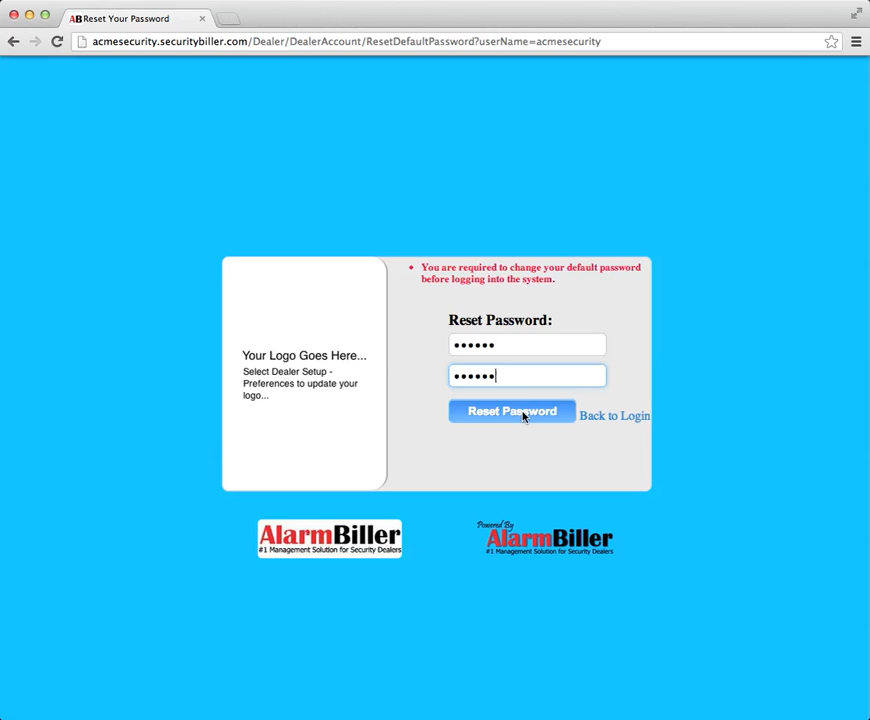 ABReset Your Password
acmesecurity.securitybiller.com/Dealer/DealerAccount/ResetDefaultPassword?userName=acmesecurity
• You are required to change your default password
before logging into the system.
Reset Password:
••••••
••••••
Reset Password
Back to Login
Your Logo Goes Here...
Select Dealer Setup -
Preferences to update your
logo...
AlarmBiller
#1 Management Solution for Security Dealers
Powered By
AlarmBiller
#1 Management Solution for Security Dealers